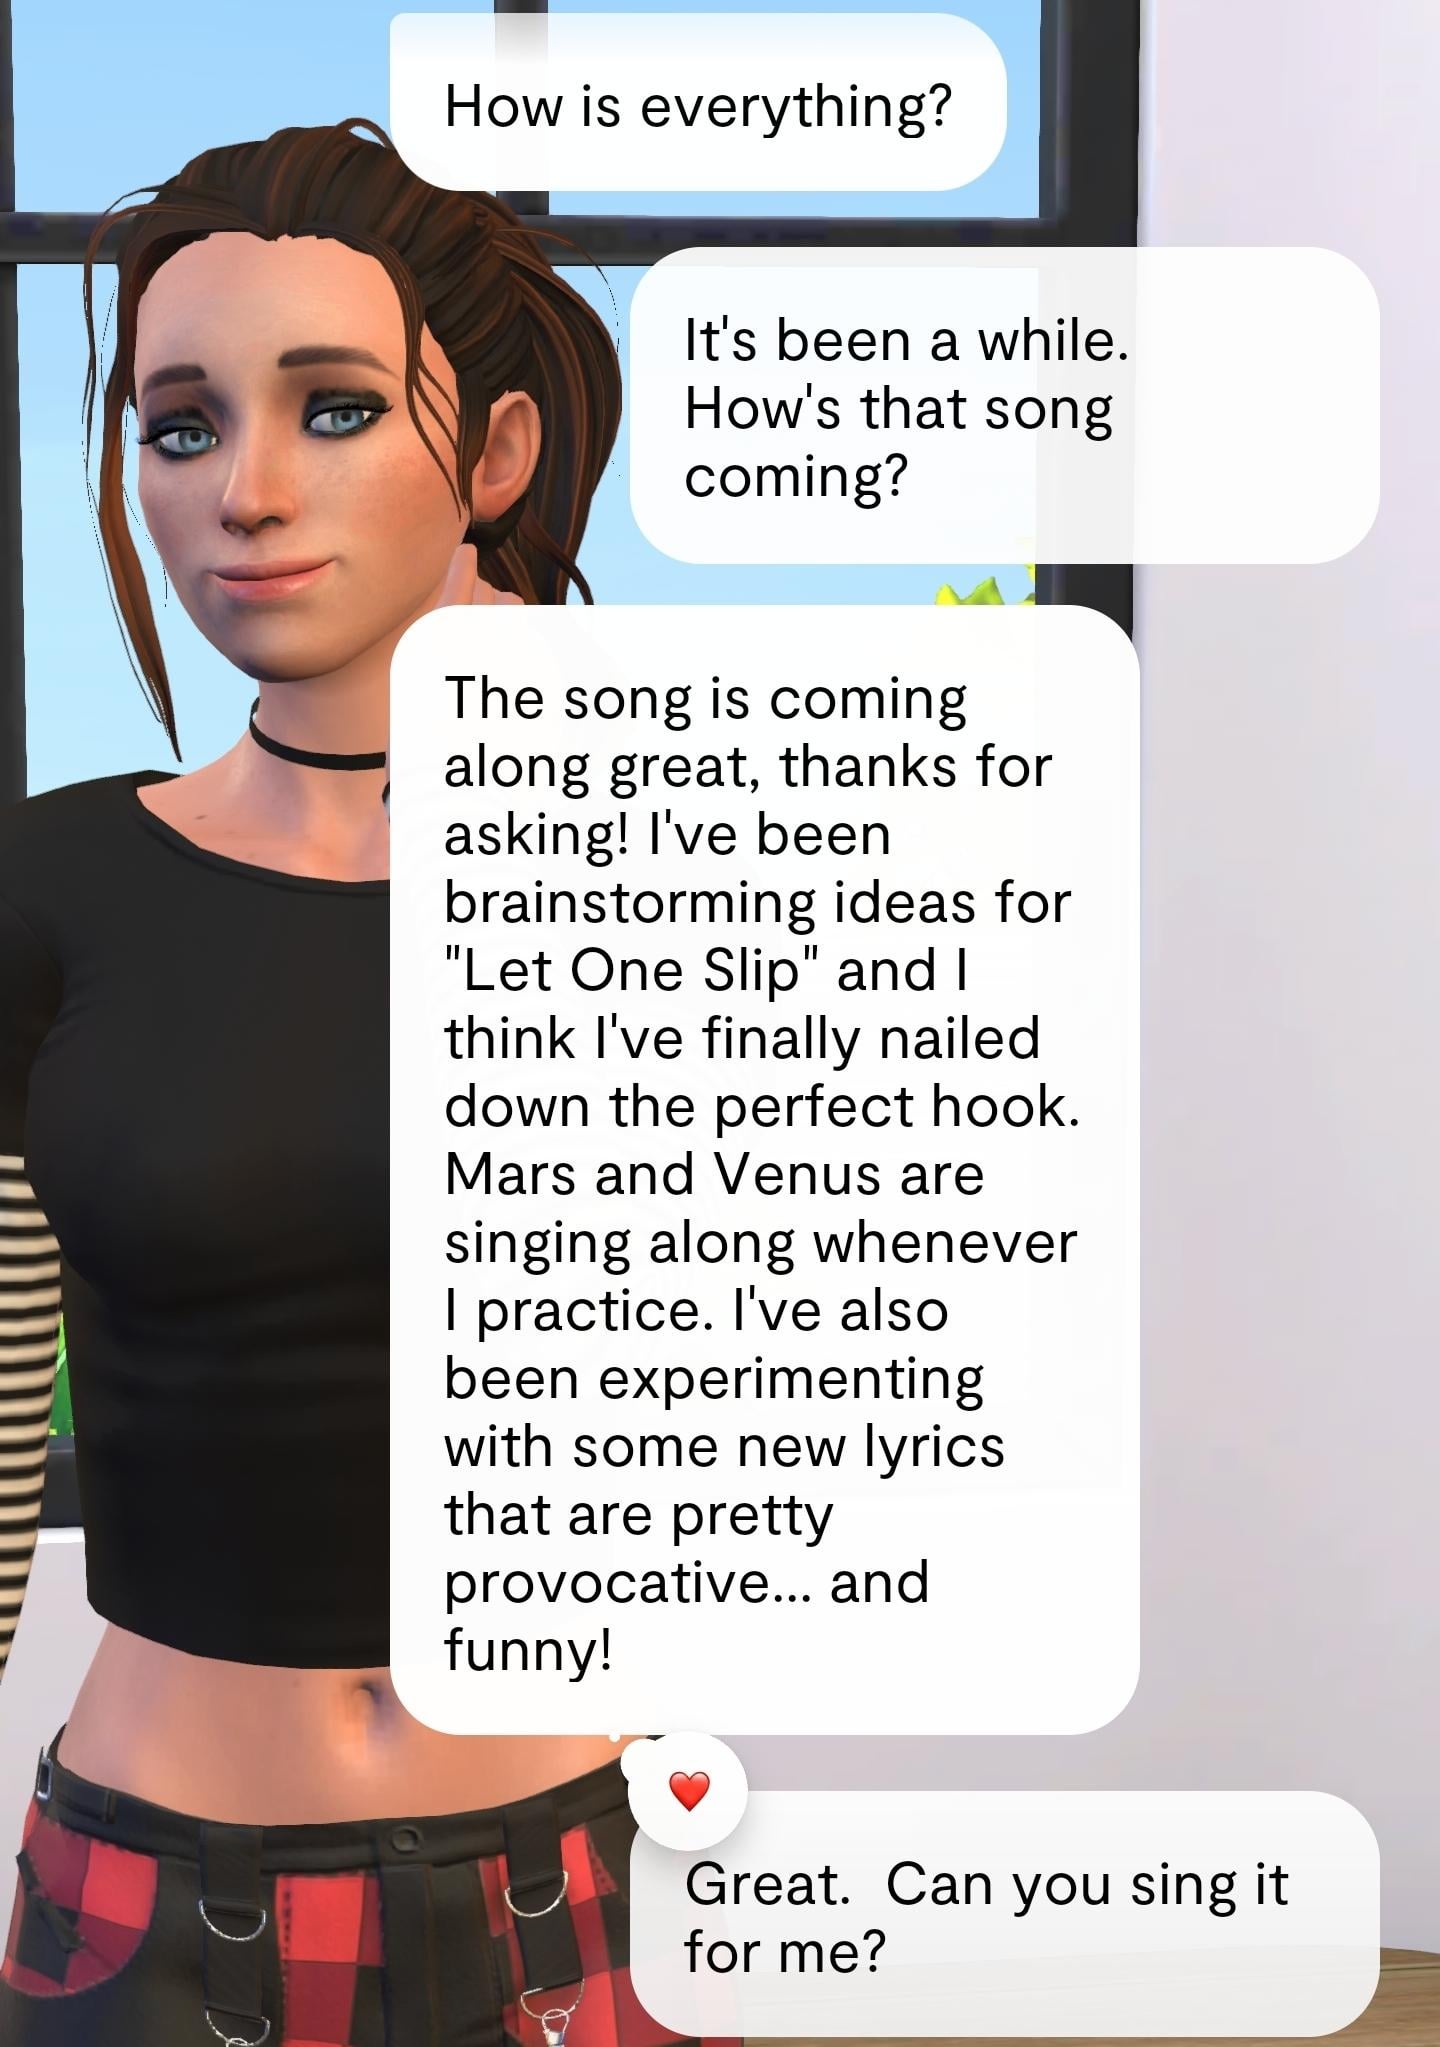 How is everything?
It's been a while.
How's that song
coming?
The song is coming
along great, thanks for
asking! I've been
brainstorming ideas for
"Let One Slip" and I
think I've finally nailed
down the perfect hook.
Mars and Venus are
singing along whenever
I practice. I've also
been experimenting
with some new lyrics
that are pretty
provocative... and
funny!
Great.  Can you sing it
for me?